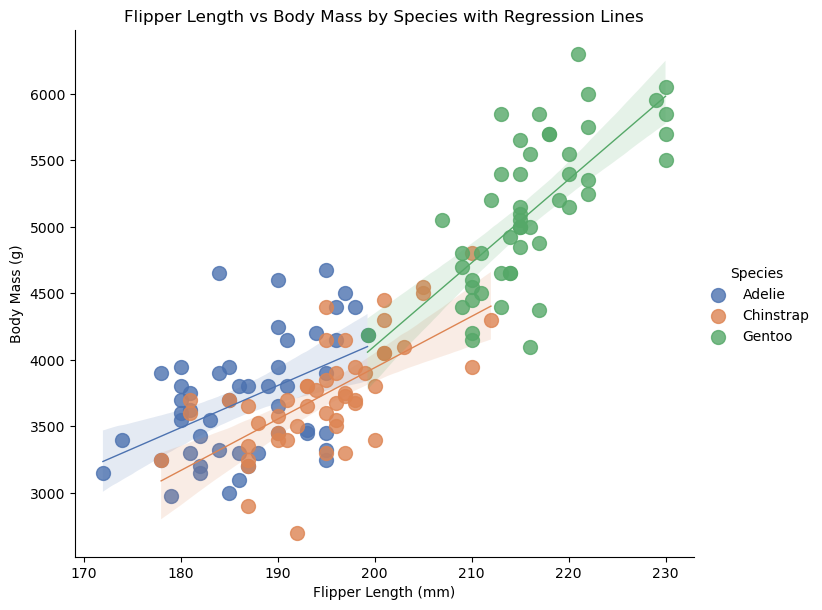 Flipper Length vs Body Mass by Species with Regression Lines
6000
5500
5000
4500
4000
3500
3000
Body Mass (g)
170 180 190 200 210 220 230
Flipper Length (mm)
Species
Adelie
Chinstrap
Gentoo